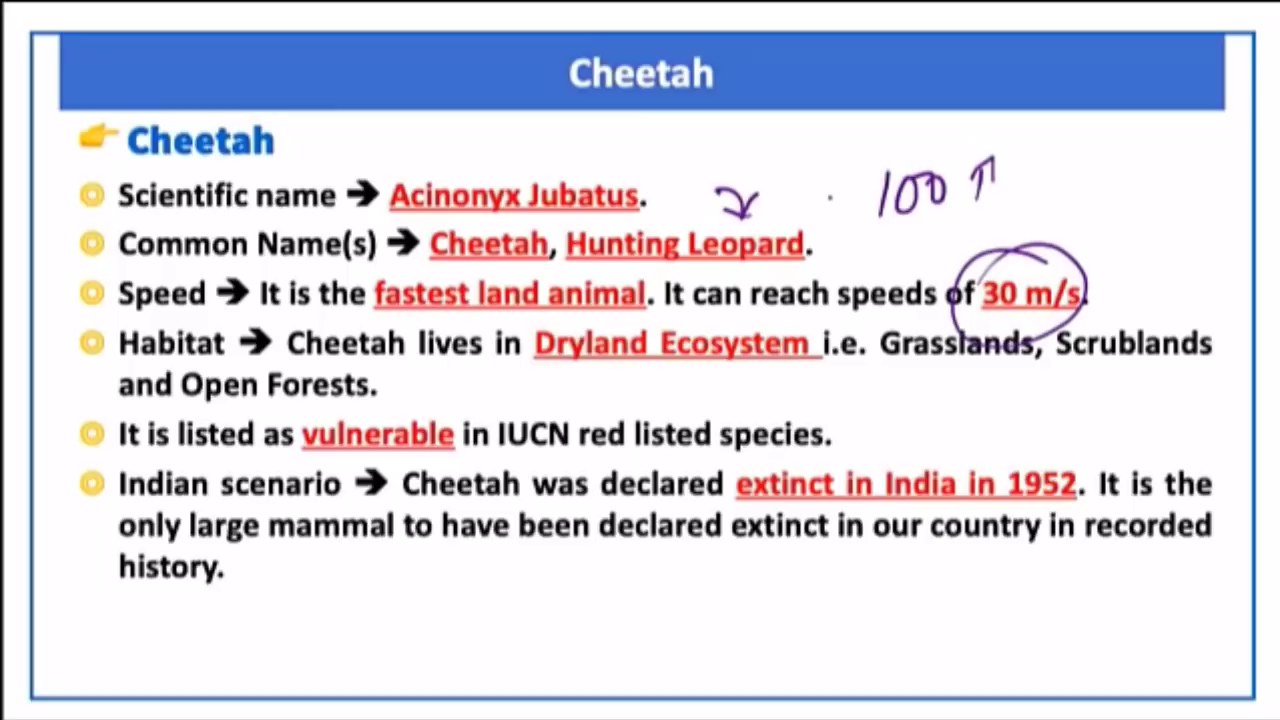 Cheetah
Cheetah
Scientific name → Acinonyx Jubatus.
100 ↑
Common Name(s) → Cheetah, Hunting Leopard.
Speed → It is the fastest land animal. It can reach speeds of 30 m/s.
Habitat → Cheetah lives in Dryland Ecosystem i.e. Grasslands, Scrublands
and Open Forests.
It is listed as vulnerable in IUCN red listed species.
Indian scenario → Cheetah was declared extinct in India in 1952. It is the
only large mammal to have been declared extinct in our country in recorded
history.